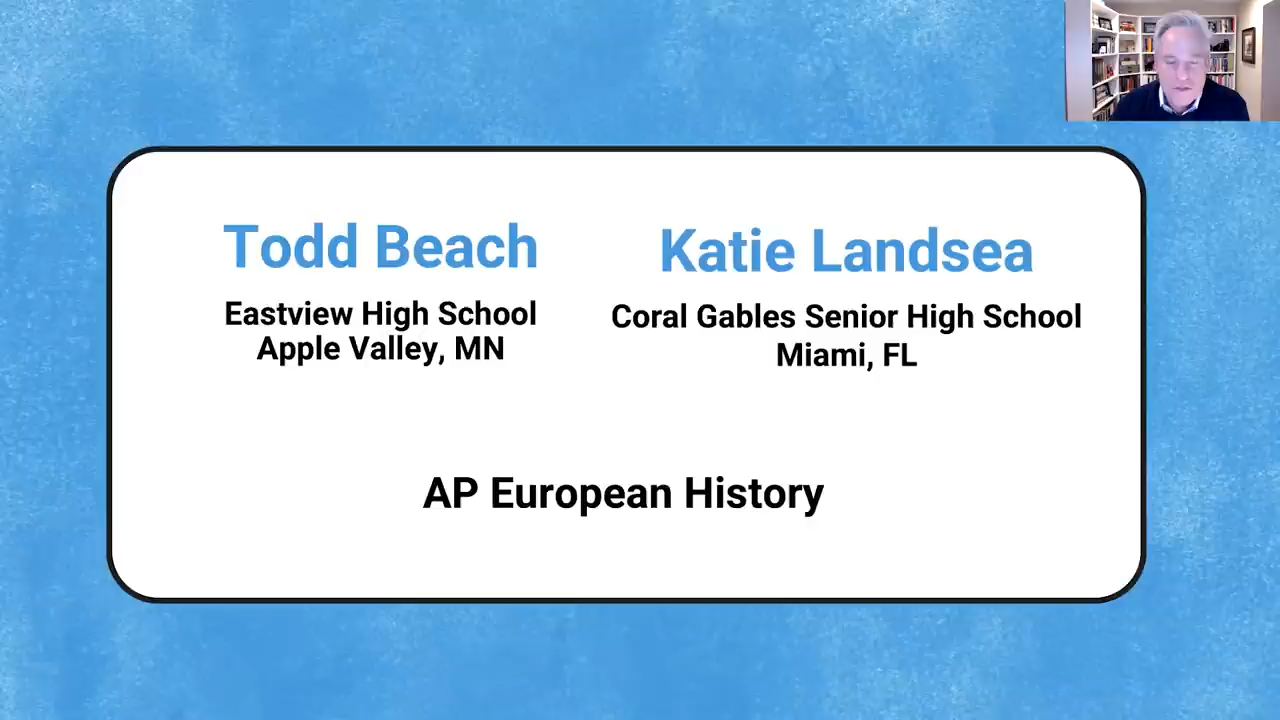 Todd Beach
Eastview High School
Apple Valley, MN
Katie Landsea
Coral Gables Senior High School
Miami, FL
AP European History